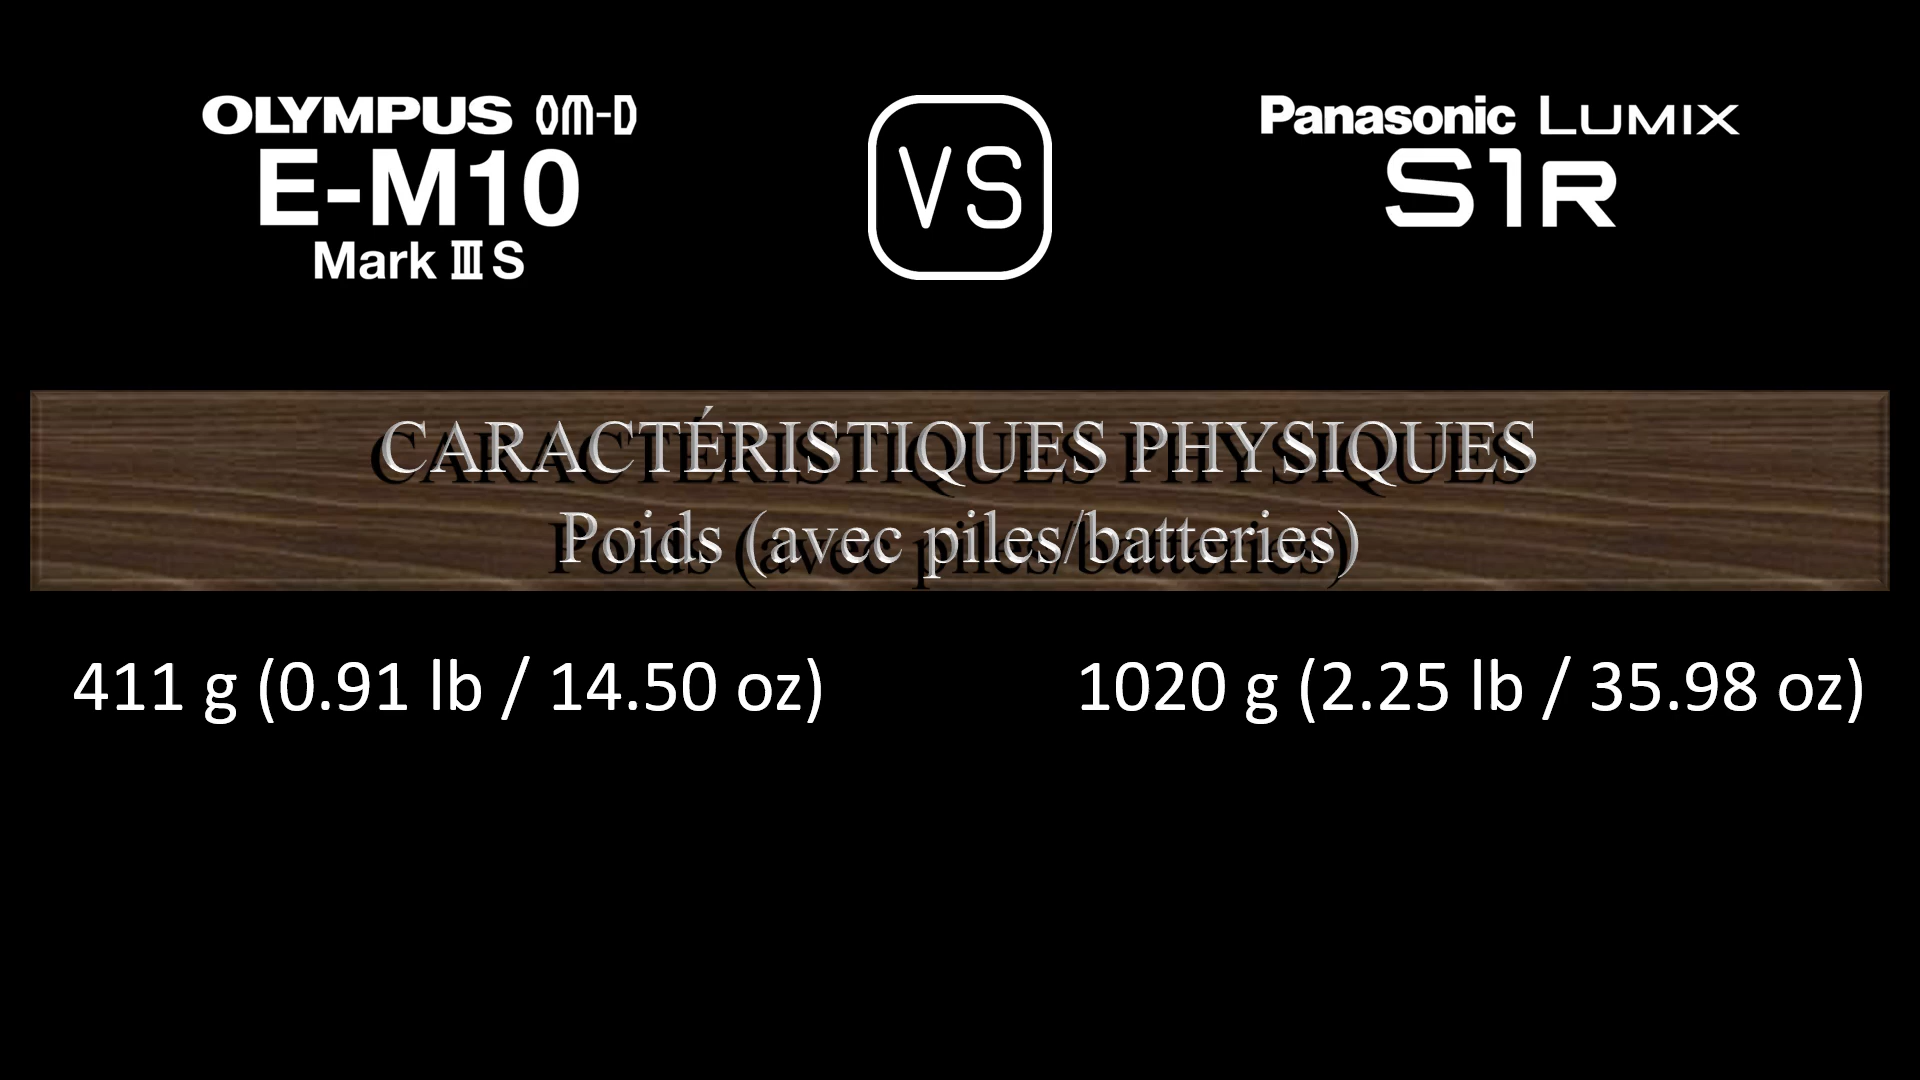 OLYMPUS OM-D
E-M10
Mark III S
VS
Panasonic LUMIX
S1R
CARACTÉRISTIQUES PHYSIQUES
Poids (avec piles/batteries)
411 g (0.91 lb / 14.50 oz)
1020 g (2.25 lb / 35.98 oz)